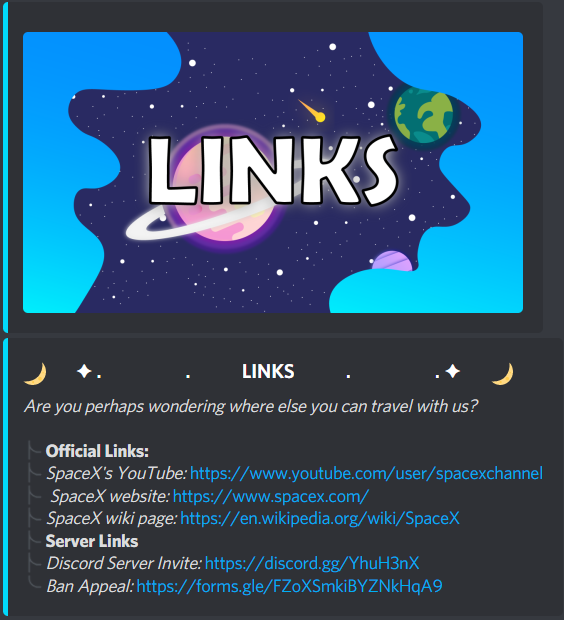 LINKS
🌙 ✦ . . LINKS . . ✦ 🌙
Are you perhaps wondering where else you can travel with us?
Official Links:
SpaceX's YouTube: https://www.youtube.com/user/spacexchannel
SpaceX website: https://www.spacex.com/
SpaceX wiki page: https://en.wikipedia.org/wiki/SpaceX
Server Links
Discord Server Invite: https://discord.gg/YhuH3nX
Ban Appeal: https://forms.gle/FZoXSmkiBYZNkHqA9